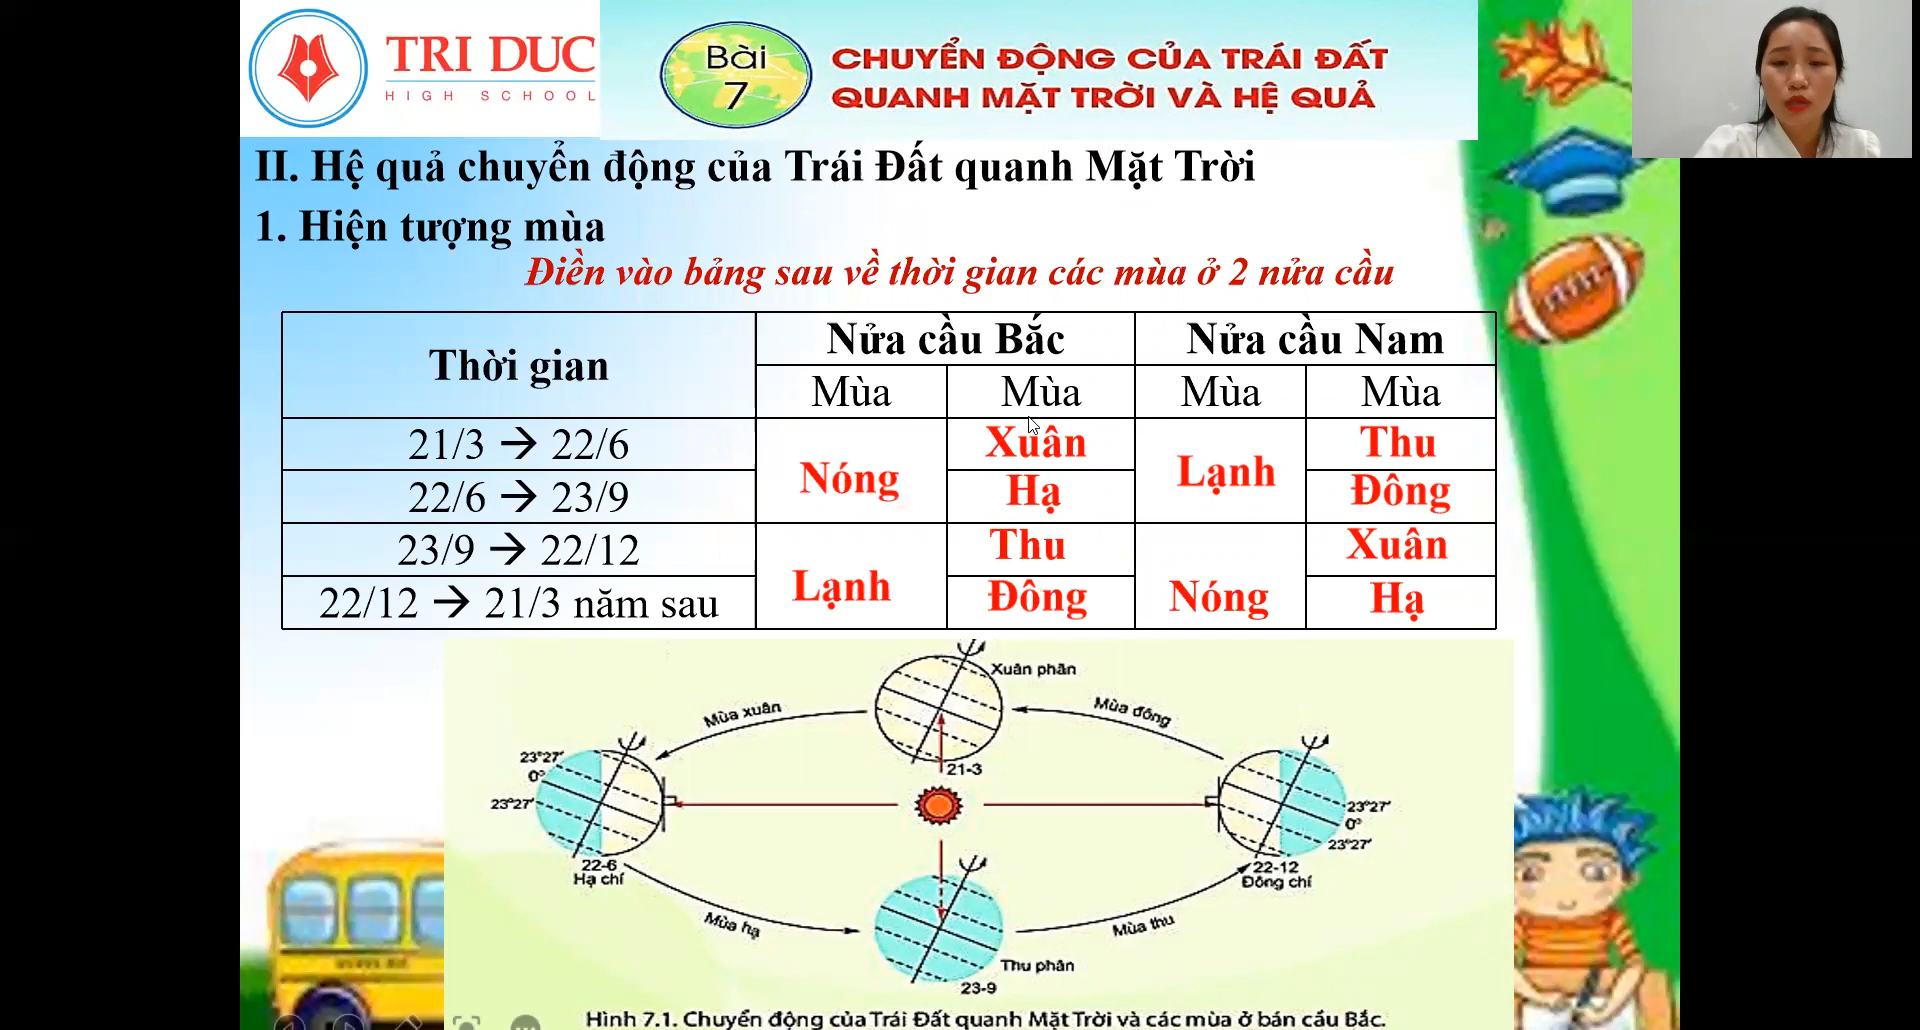 TRI DUC
HIGH SCHOOL
Bài
7
CHUYỂN ĐỘNG CỦA TRÁI ĐẤT
QUANH MẶT TRỜI VÀ HỆ QUẢ
II. Hệ quả chuyển động của Trái Đất quanh Mặt Trời
1. Hiện tượng mùa
Điền vào bảng sau về thời gian các mùa ở 2 nửa cầu
Thời gian
Nửa cầu Bắc
Nửa cầu Nam
Mùa
Mùa
Mùa
Mùa
21/3 → 22/6
Nóng
Xuân
Lạnh
Thu
22/6 → 23/9
Hạ
Đông
23/9 → 22/12
Lạnh
Thu
Nóng
Xuân
22/12 → 21/3 năm sau
Đông
Hạ
Xuân phân
Mùa xuân
Mùa đông
21-3
23°27'
0°
23°27'
23°27'
0°
23°27'
22-6
Hạ chí
22-12
Đông chí
Mùa hạ
Mùa thu
Thu phân
23-9
Hình 7.1. Chuyển động của Trái Đất quanh Mặt Trời và các mùa ở bán cầu Bắc.